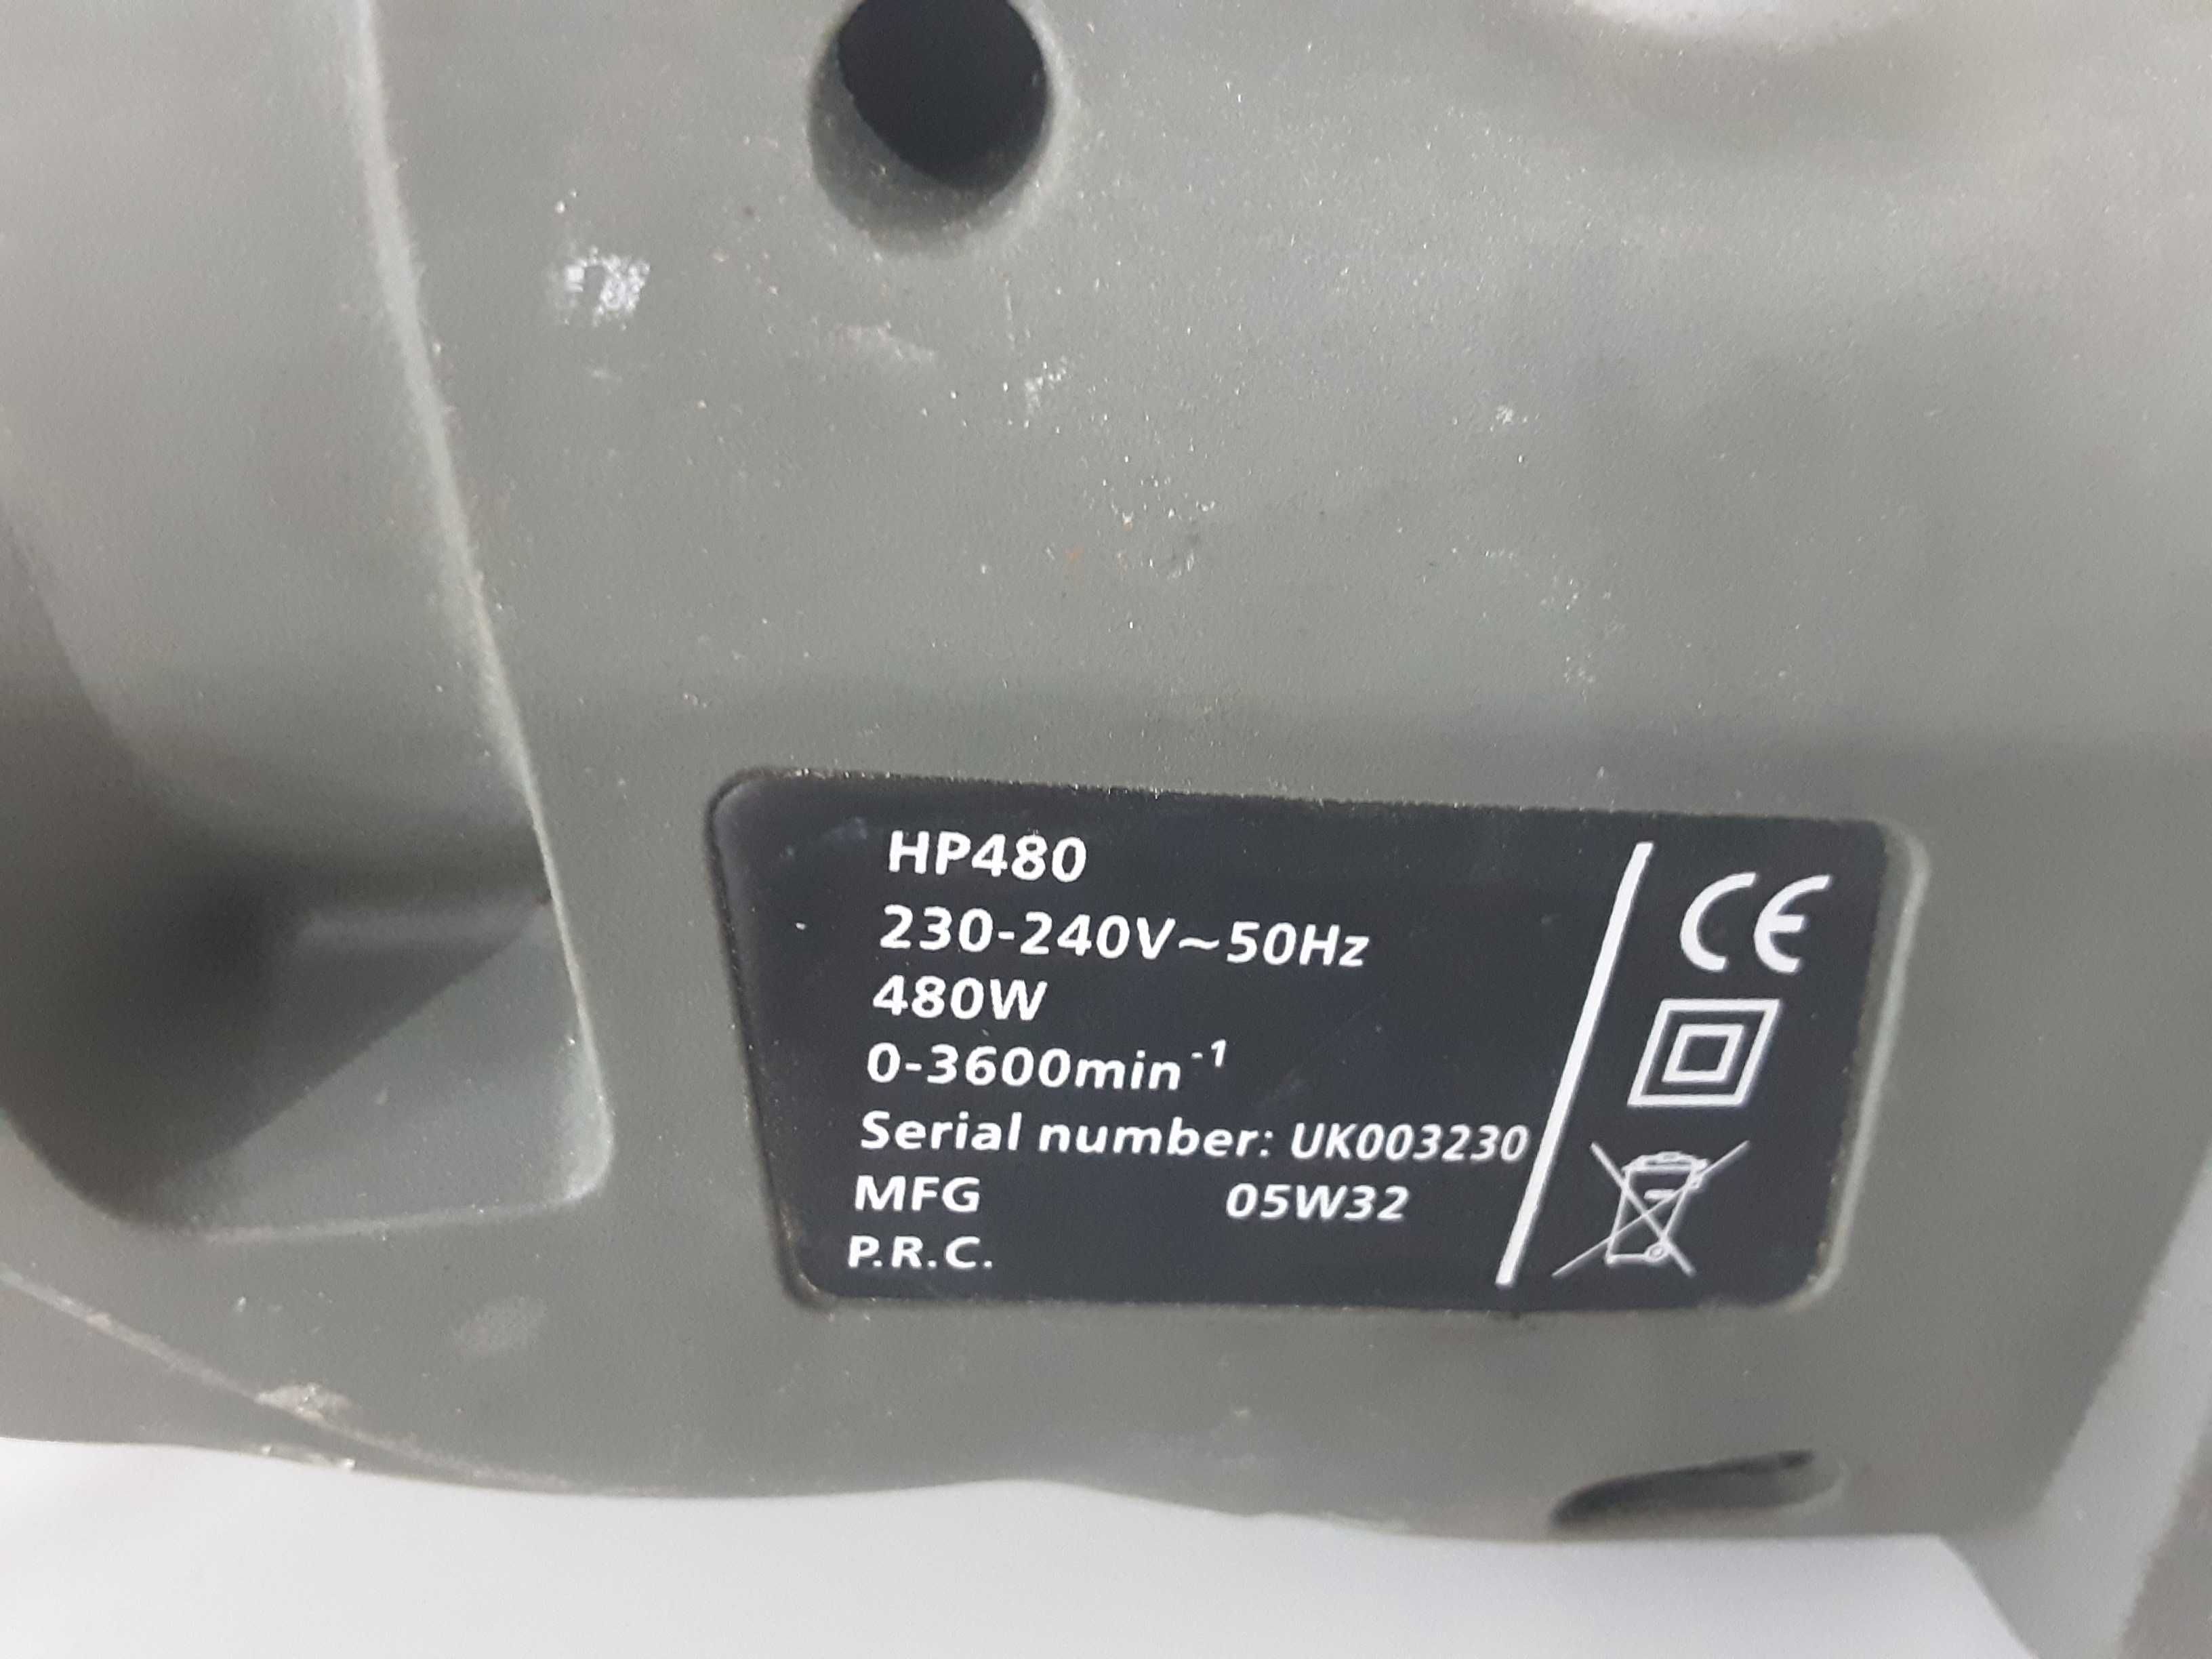 HP480
230-240V~50Hz
480W
0-3600min⁻¹
Serial number: UK003230
MFG 05W32
P.R.C.
CE